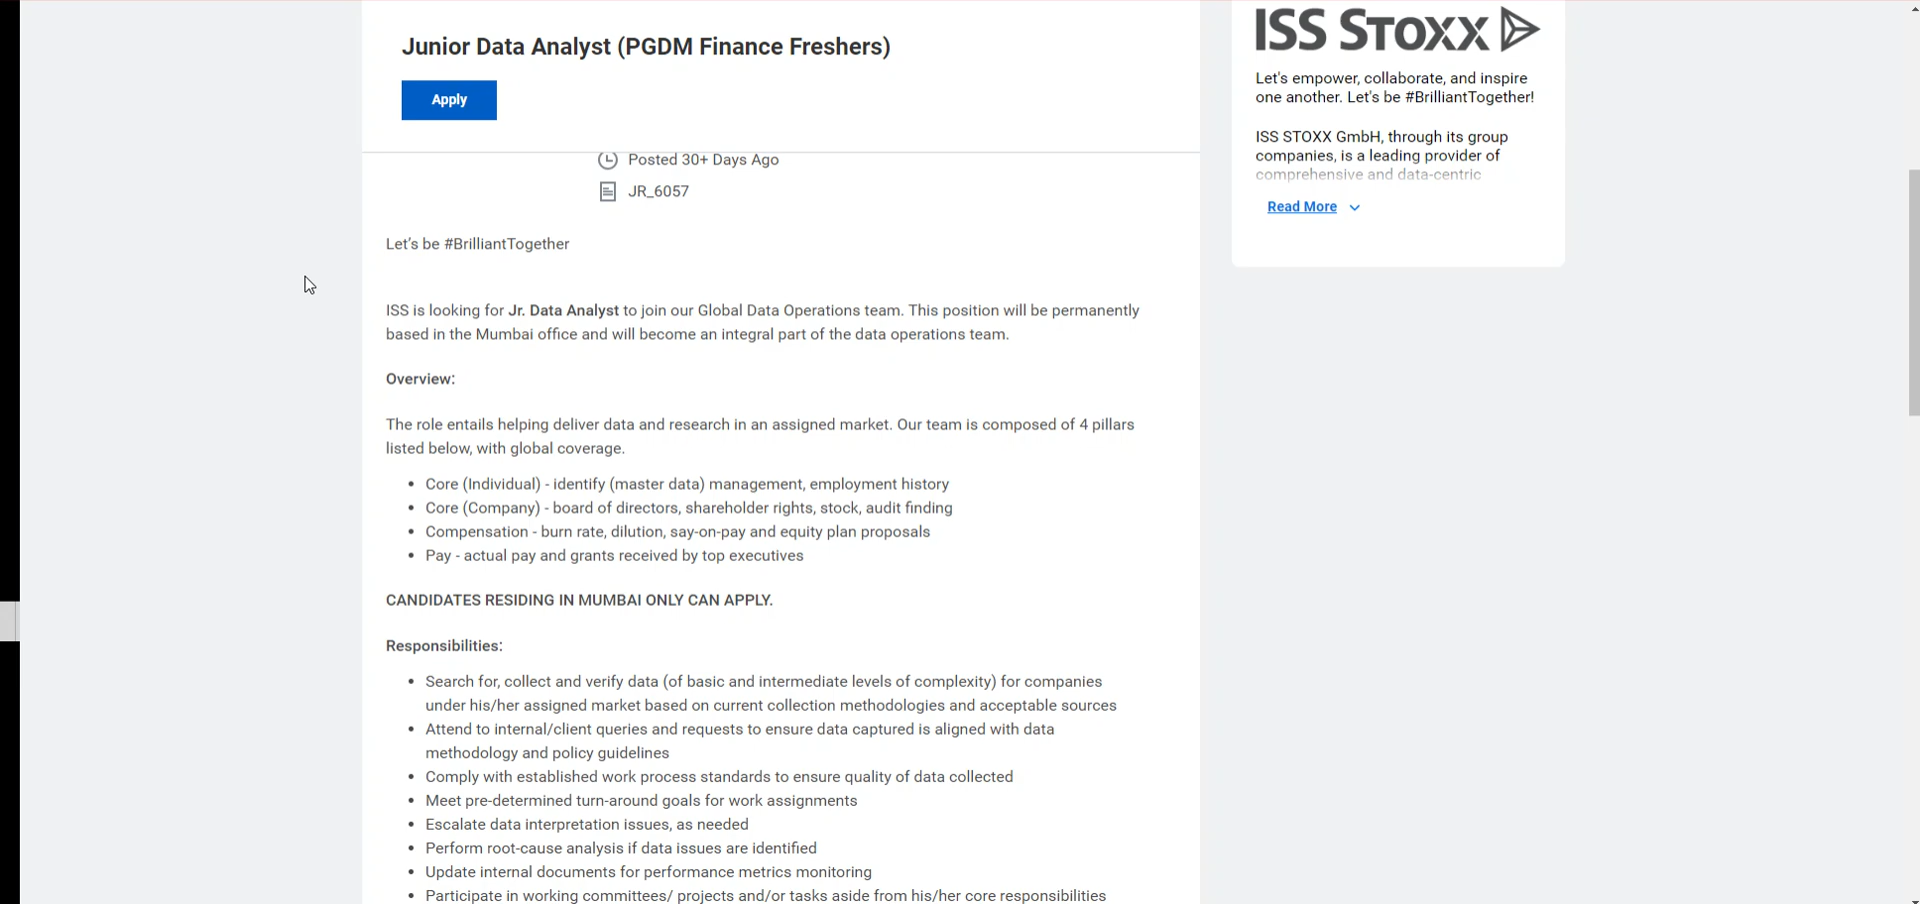 Junior Data Analyst (PGDM Finance Freshers)
Apply
Posted 30+ Days Ago
JR_6057
Let's be #BrilliantTogether
ISS is looking for Jr. Data Analyst to join our Global Data Operations team. This position will be permanently
based in the Mumbai office and will become an integral part of the data operations team.
Overview:
The role entails helping deliver data and research in an assigned market. Our team is composed of 4 pillars
listed below, with global coverage.
• Core (Individual) - identify (master data) management, employment history
• Core (Company) - board of directors, shareholder rights, stock, audit finding
• Compensation - burn rate, dilution, say-on-pay and equity plan proposals
• Pay - actual pay and grants received by top executives
CANDIDATES RESIDING IN MUMBAI ONLY CAN APPLY.
Responsibilities:
• Search for, collect and verify data (of basic and intermediate levels of complexity) for companies
under his/her assigned market based on current collection methodologies and acceptable sources
• Attend to internal/client queries and requests to ensure data captured is aligned with data
methodology and policy guidelines
• Comply with established work process standards to ensure quality of data collected
• Meet pre-determined turn-around goals for work assignments
• Escalate data interpretation issues, as needed
• Perform root-cause analysis if data issues are identified
• Update internal documents for performance metrics monitoring
• Participate in working committees/ projects and/or tasks aside from his/her core responsibilities
ISS STOXX
Let's empower, collaborate, and inspire
one another. Let's be #BrilliantTogether!
ISS STOXX GmbH, through its group
companies, is a leading provider of
comprehensive and data-centric
Read More